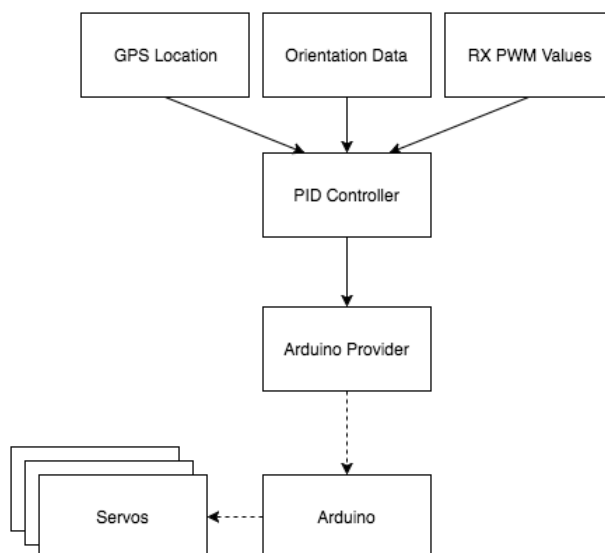 GPS Location
Orientation Data
RX PWM Values
PID Controller
Arduino Provider
Servos
Arduino